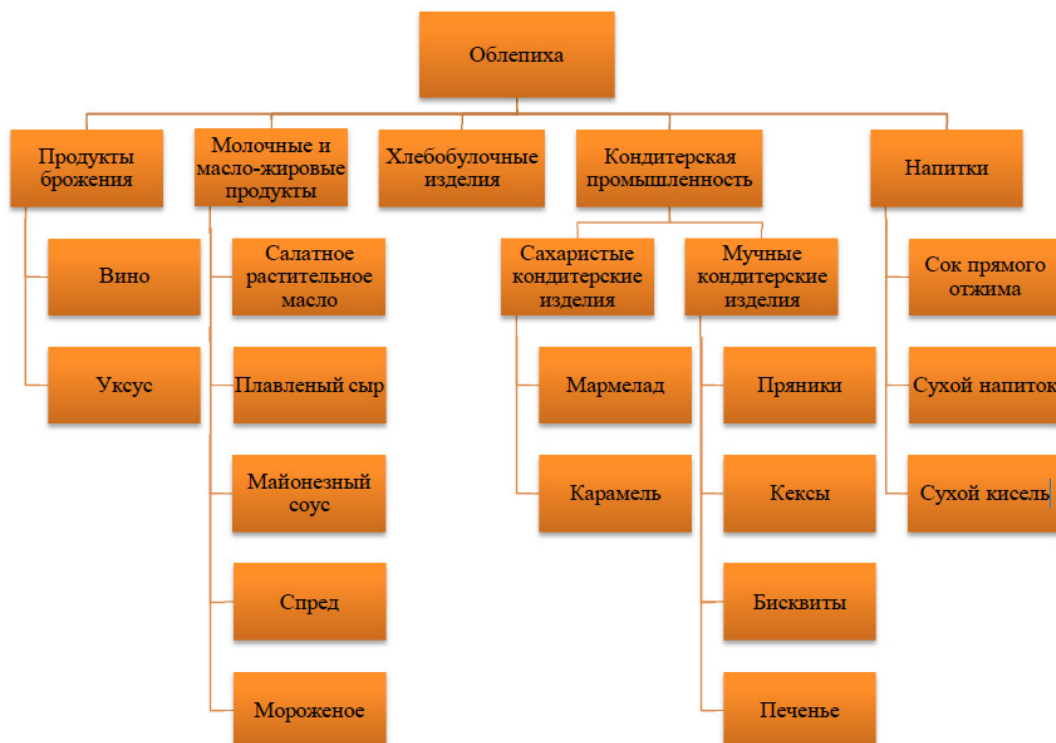 Облепиха
Продукты
брожения
Молочные и
масло-жировые
продукты
Хлебобулочные
изделия
Кондитерская
промышленность
Напитки
Вино
Уксус
Салатное
растительное
масло
Плавленый сыр
Майонезный
соус
Спред
Мороженое
Сахаристые
кондитерские
изделия
Мармелад
Карамель
Мучные
кондитерские
изделия
Пряники
Кексы
Бисквиты
Печенье
Сок прямого
отжима
Сухой напиток
Сухой кисель